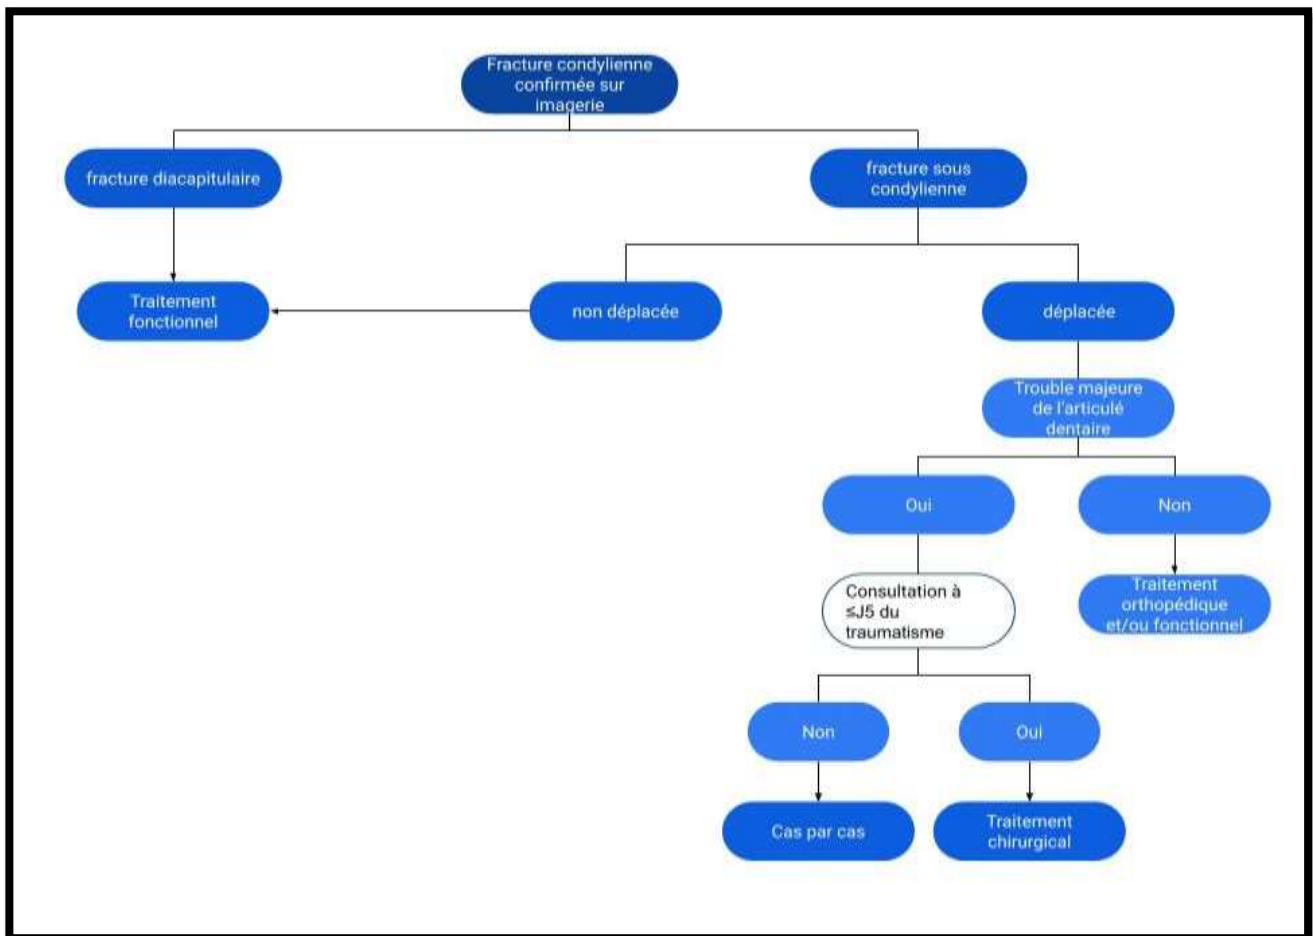 Fracture condylienne
confirmée sur
imagerie
fracture diacapitulaire
fracture sous
condylienne
Traitement
fonctionnel
non déplacée
déplacée
Trouble majeure
de l'articulé
dentaire
Oui
Non
Consultation à
≤J5 du
traumatisme
Traitement
orthopédique
et/ou fonctionnel
Non
Oui
Cas par cas
Traitement
chirurgical